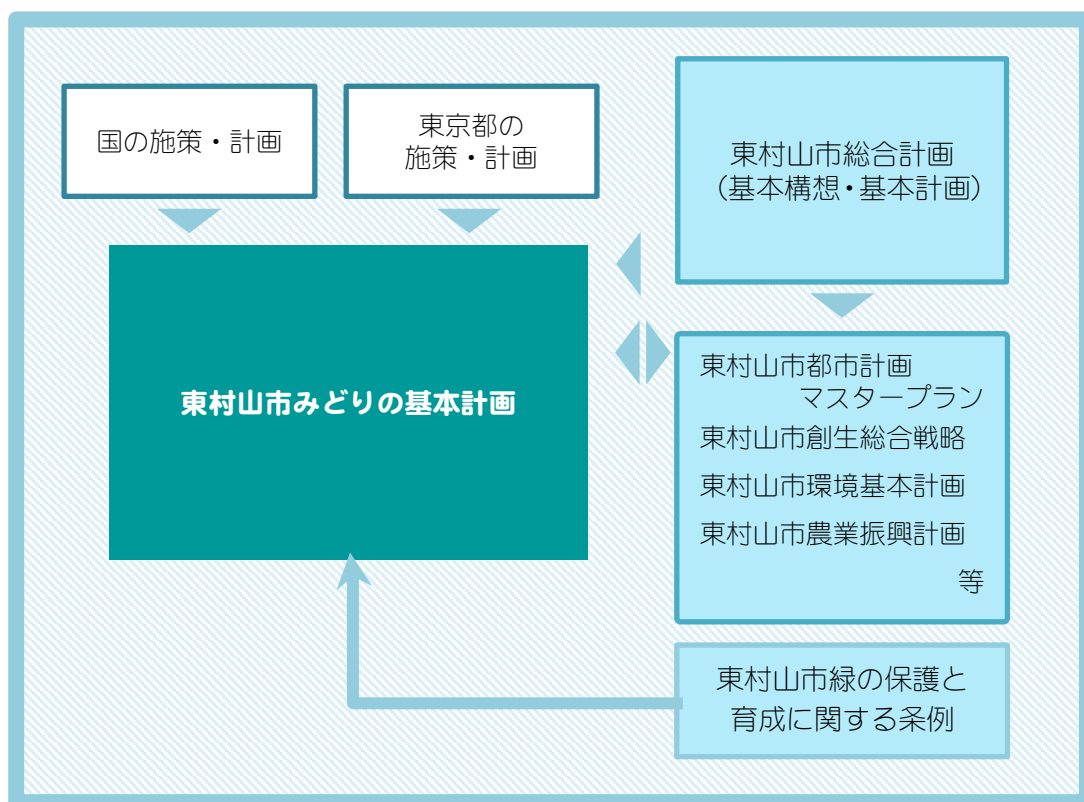 国の施策・計画
東京都の
施策・計画
東村山市総合計画
（基本構想・基本計画）
東村山市みどりの基本計画
東村山市都市計画
マスタープラン
東村山市創生総合戦略
東村山市環境基本計画
東村山市農業振興計画
等
東村山市緑の保護と
育成に関する条例